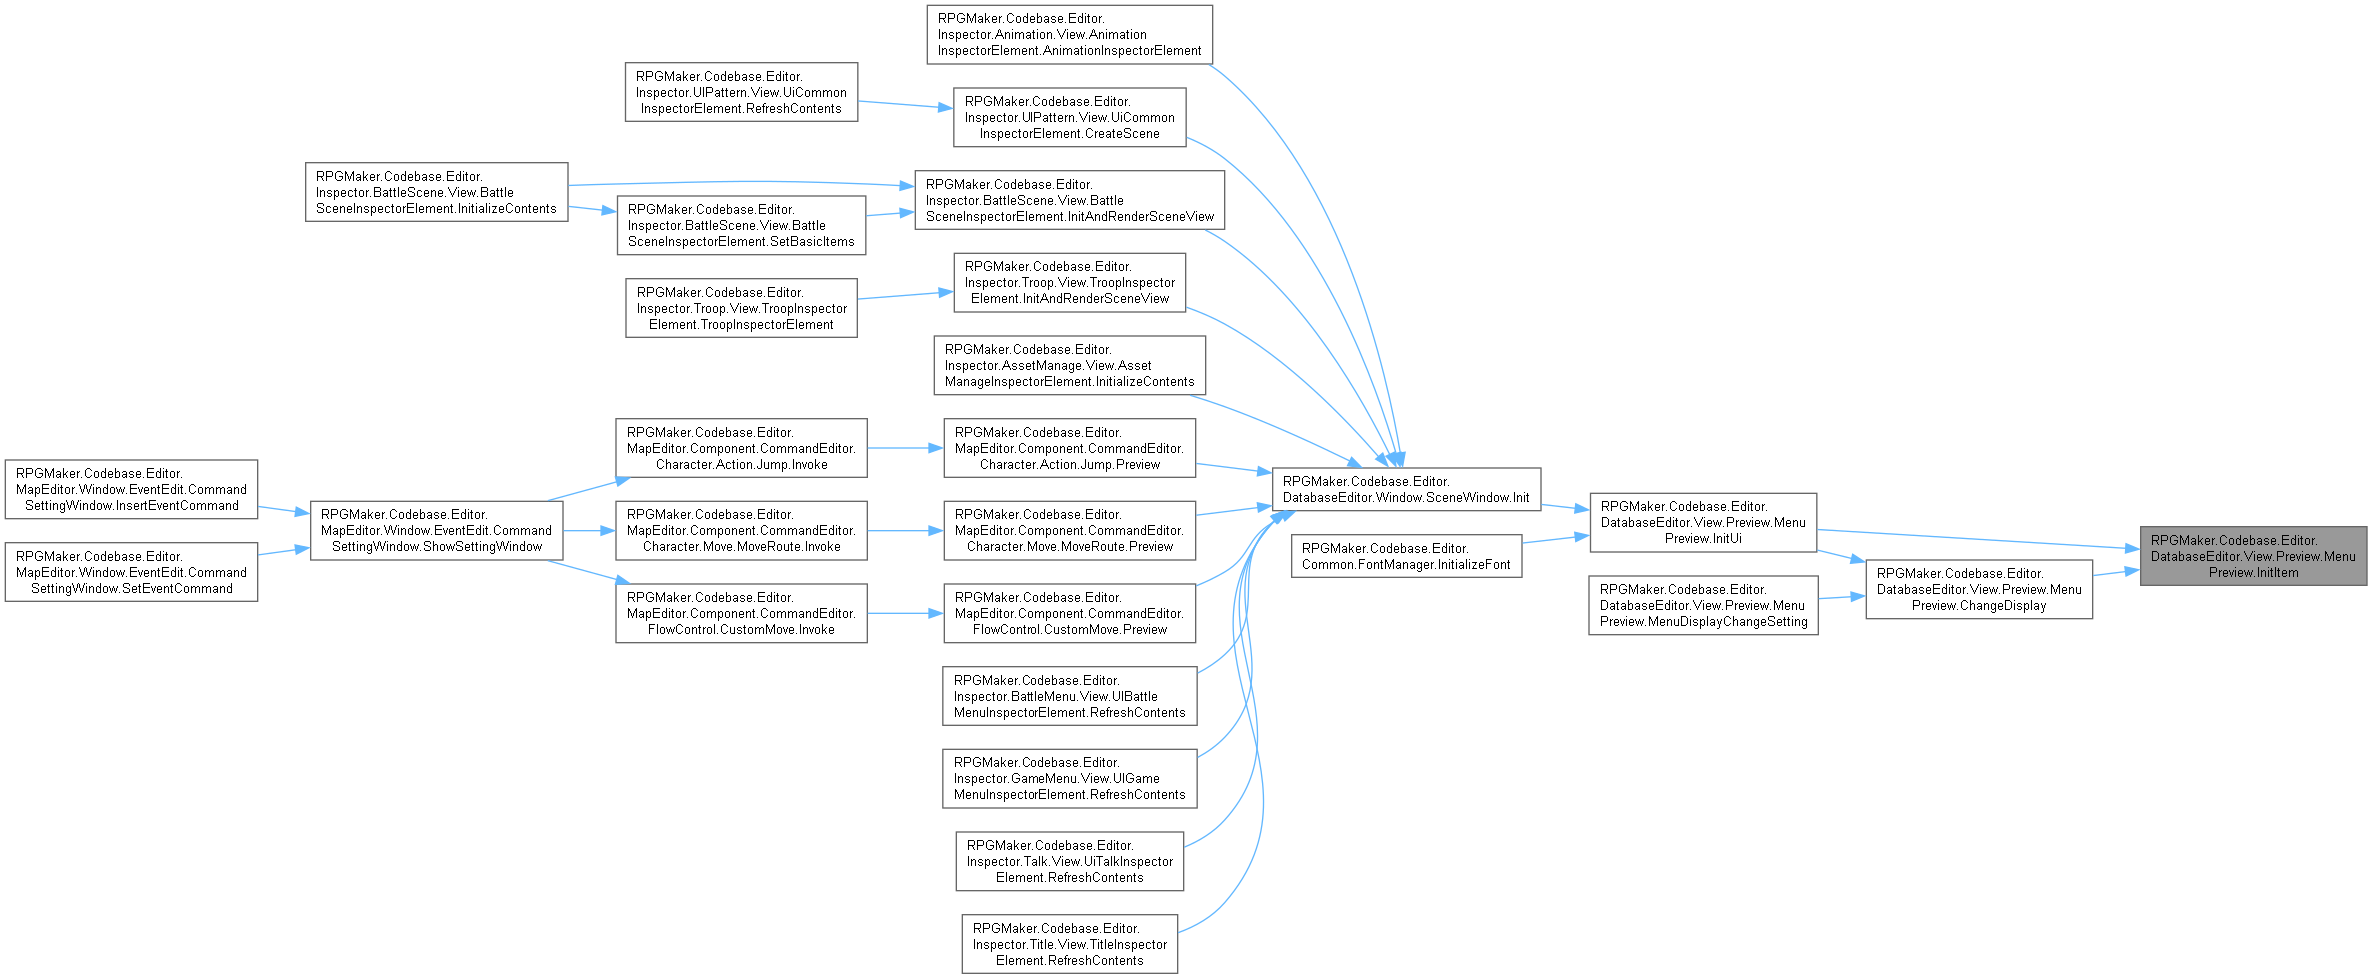 RPGMaker.Codebase.Editor.
Inspector.Animation.View.Animation
InspectorElement.AnimationInspectorElement
RPGMaker.Codebase.Editor.
Inspector.UIPattern.View.UiCommon
InspectorElement.RefreshContents
RPGMaker.Codebase.Editor.
Inspector.UIPattern.View.UiCommon
InspectorElement.CreateScene
RPGMaker.Codebase.Editor.
Inspector.BattleScene.View.Battle
SceneInspectorElement.InitializeContents
RPGMaker.Codebase.Editor.
Inspector.BattleScene.View.Battle
SceneInspectorElement.SetBasicItems
RPGMaker.Codebase.Editor.
Inspector.BattleScene.View.Battle
SceneInspectorElement.InitAndRenderSceneView
RPGMaker.Codebase.Editor.
Inspector.Troop.View.TroopInspector
Element.TroopInspectorElement
RPGMaker.Codebase.Editor.
Inspector.Troop.View.TroopInspector
Element.InitAndRenderSceneView
RPGMaker.Codebase.Editor.
Inspector.AssetManage.View.Asset
ManageInspectorElement.InitializeContents
RPGMaker.Codebase.Editor.
MapEditor.Window.EventEdit.Command
SettingWindow.InsertEventCommand
RPGMaker.Codebase.Editor.
MapEditor.Window.EventEdit.Command
SettingWindow.SetEventCommand
RPGMaker.Codebase.Editor.
MapEditor.Window.EventEdit.Command
SettingWindow.ShowSettingWindow
RPGMaker.Codebase.Editor.
MapEditor.Component.CommandEditor.
Character.Action.Jump.Invoke
RPGMaker.Codebase.Editor.
MapEditor.Component.CommandEditor.
Character.Action.Jump.Preview
RPGMaker.Codebase.Editor.
MapEditor.Component.CommandEditor.
Character.Move.MoveRoute.Invoke
RPGMaker.Codebase.Editor.
MapEditor.Component.CommandEditor.
Character.Move.MoveRoute.Preview
RPGMaker.Codebase.Editor.
MapEditor.Component.CommandEditor.
FlowControl.CustomMove.Invoke
RPGMaker.Codebase.Editor.
MapEditor.Component.CommandEditor.
FlowControl.CustomMove.Preview
RPGMaker.Codebase.Editor.
Inspector.BattleMenu.View.UIBattle
MenuInspectorElement.RefreshContents
RPGMaker.Codebase.Editor.
Inspector.GameMenu.View.UIGame
MenuInspectorElement.RefreshContents
RPGMaker.Codebase.Editor.
Inspector.Talk.View.UiTalkInspector
Element.RefreshContents
RPGMaker.Codebase.Editor.
Inspector.Title.View.TitleInspector
Element.RefreshContents
RPGMaker.Codebase.Editor.
DatabaseEditor.Window.SceneWindow.Init
RPGMaker.Codebase.Editor.
Common.FontManager.InitializeFont
RPGMaker.Codebase.Editor.
DatabaseEditor.View.Preview.Menu
Preview.InitUi
RPGMaker.Codebase.Editor.
DatabaseEditor.View.Preview.Menu
Preview.MenuDisplayChangeSetting
RPGMaker.Codebase.Editor.
DatabaseEditor.View.Preview.Menu
Preview.ChangeDisplay
RPGMaker.Codebase.Editor.
DatabaseEditor.View.Preview.Menu
Preview.InitItem